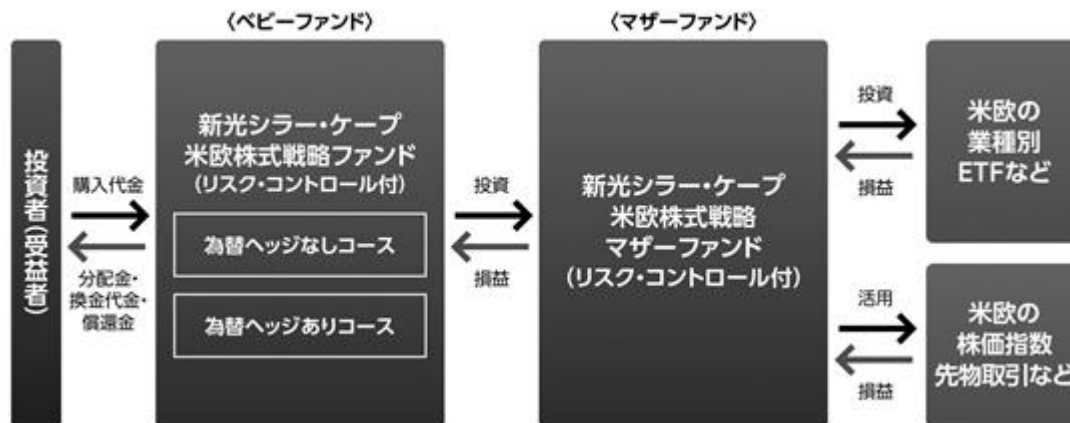 〈ベビーファンド〉
〈マザーファンド〉
投資者(受益者)
購入代金
分配金・
換金代金・
償還金
新光シラー・ケープ
米欧株式戦略ファンド
(リスク・コントロール付)
為替ヘッジなしコース
為替ヘッジありコース
投資
損益
新光シラー・ケープ
米欧株式戦略
マザーファンド
(リスク・コントロール付)
投資
損益
米欧の
業種別
ETFなど
活用
損益
米欧の
株価指数
先物取引など